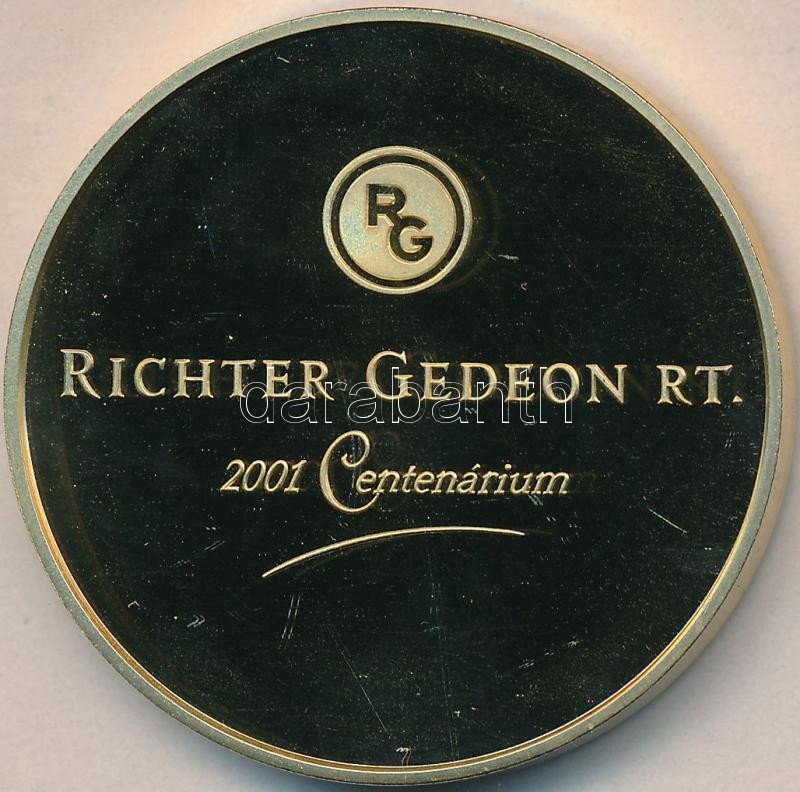 RG
RICHTER GEDEON RT.
darabanth
2001 Centenárium